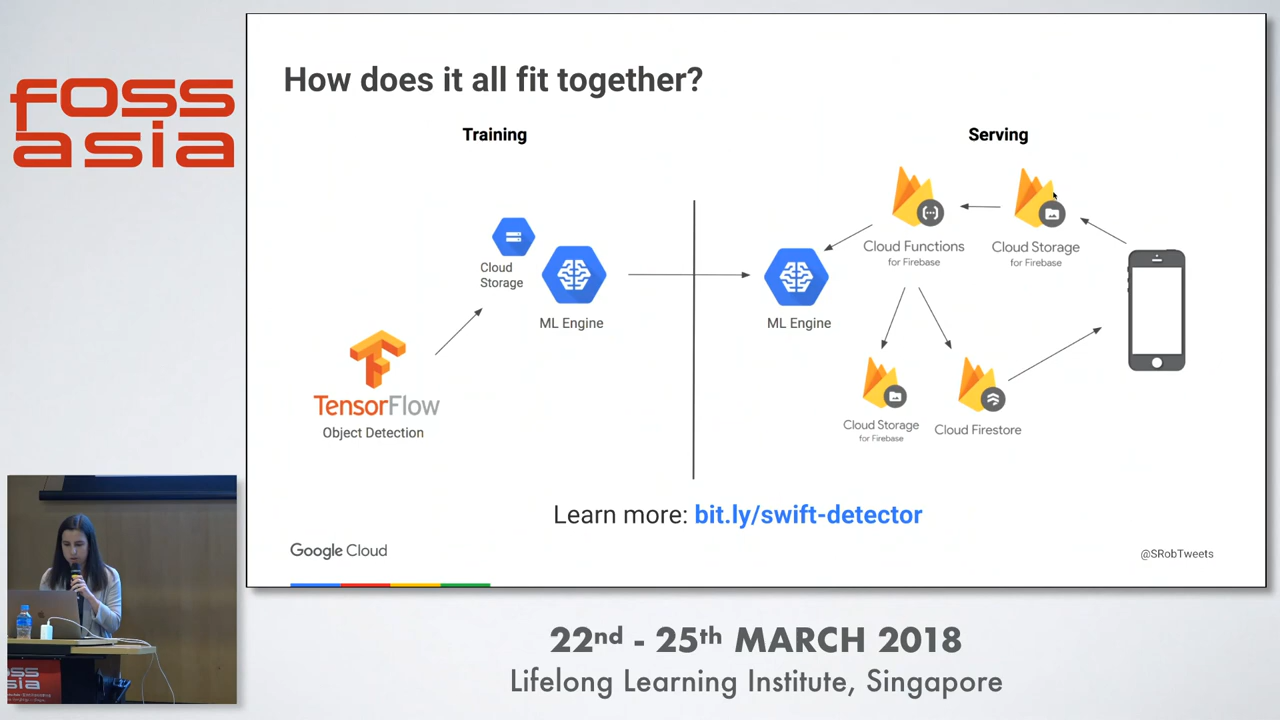 FOSS
asia
How does it all fit together?
Training
Serving
Cloud
Storage
ML Engine
TensorFlow
Object Detection
Cloud Functions
for Firebase
Cloud Storage
for Firebase
ML Engine
Cloud Storage
for Firebase
Cloud Firestore
Learn more: bit.ly/swift-detector
Google Cloud
@SRobTweets
FOSS
asia
22nd - 25th MARCH 2018
Lifelong Learning Institute, Singapore